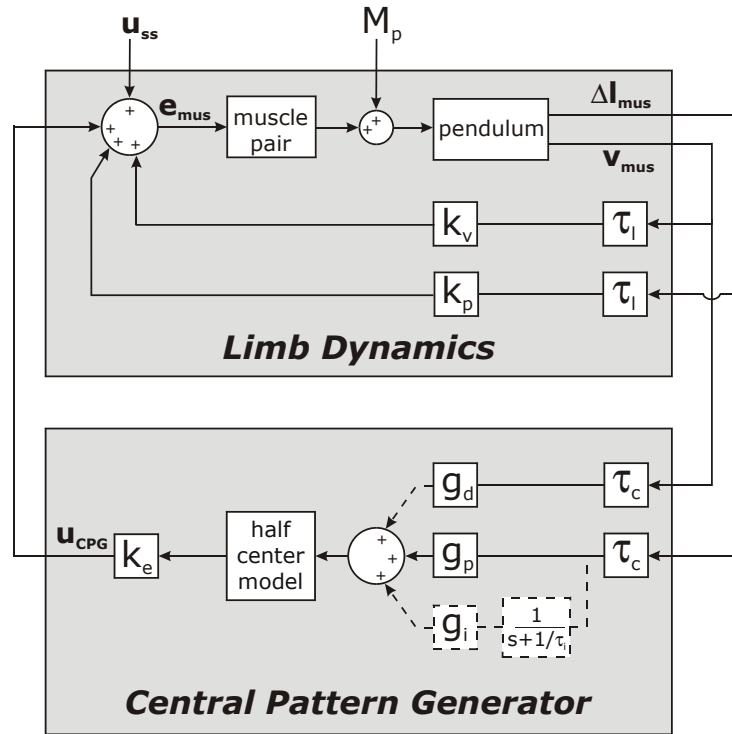 u_ss
M_p
+
e_mus
+
+
+
muscle
pair
+
+
pendulum
Δl_mus
v_mus
k_v
τ_l
k_p
τ_l
Limb Dynamics
g_d
τ_c
u_CPG
k_e
half
center
model
+
+
+
g_p
τ_c
g_i
1
s+1/τ_i
Central Pattern Generator